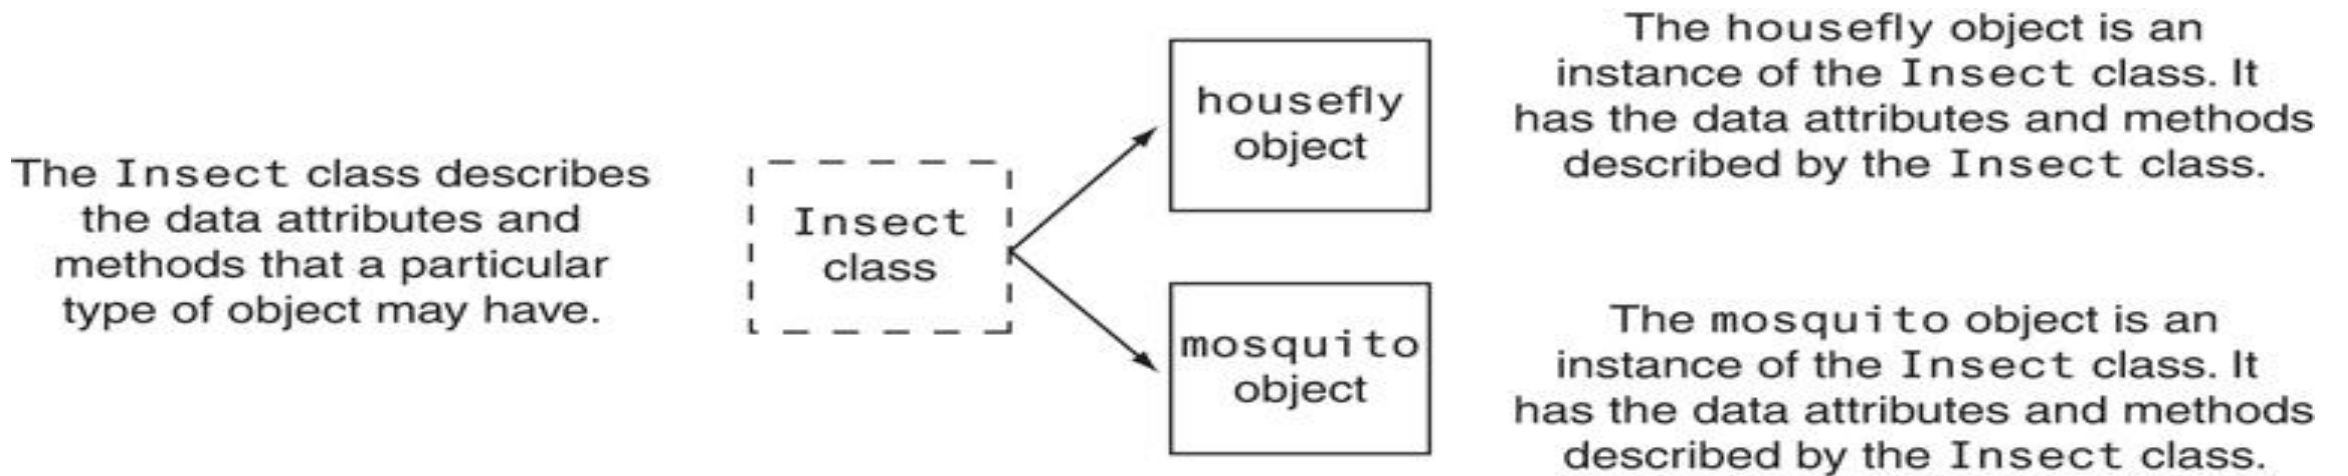 The Insect class describes
the data attributes and
methods that a particular
type of object may have.
Insect
class
housefly
object
mosquito
object
The housefly object is an
instance of the Insect class. It
has the data attributes and methods
described by the Insect class.
The mosquito object is an
instance of the Insect class. It
has the data attributes and methods
described by the Insect class.